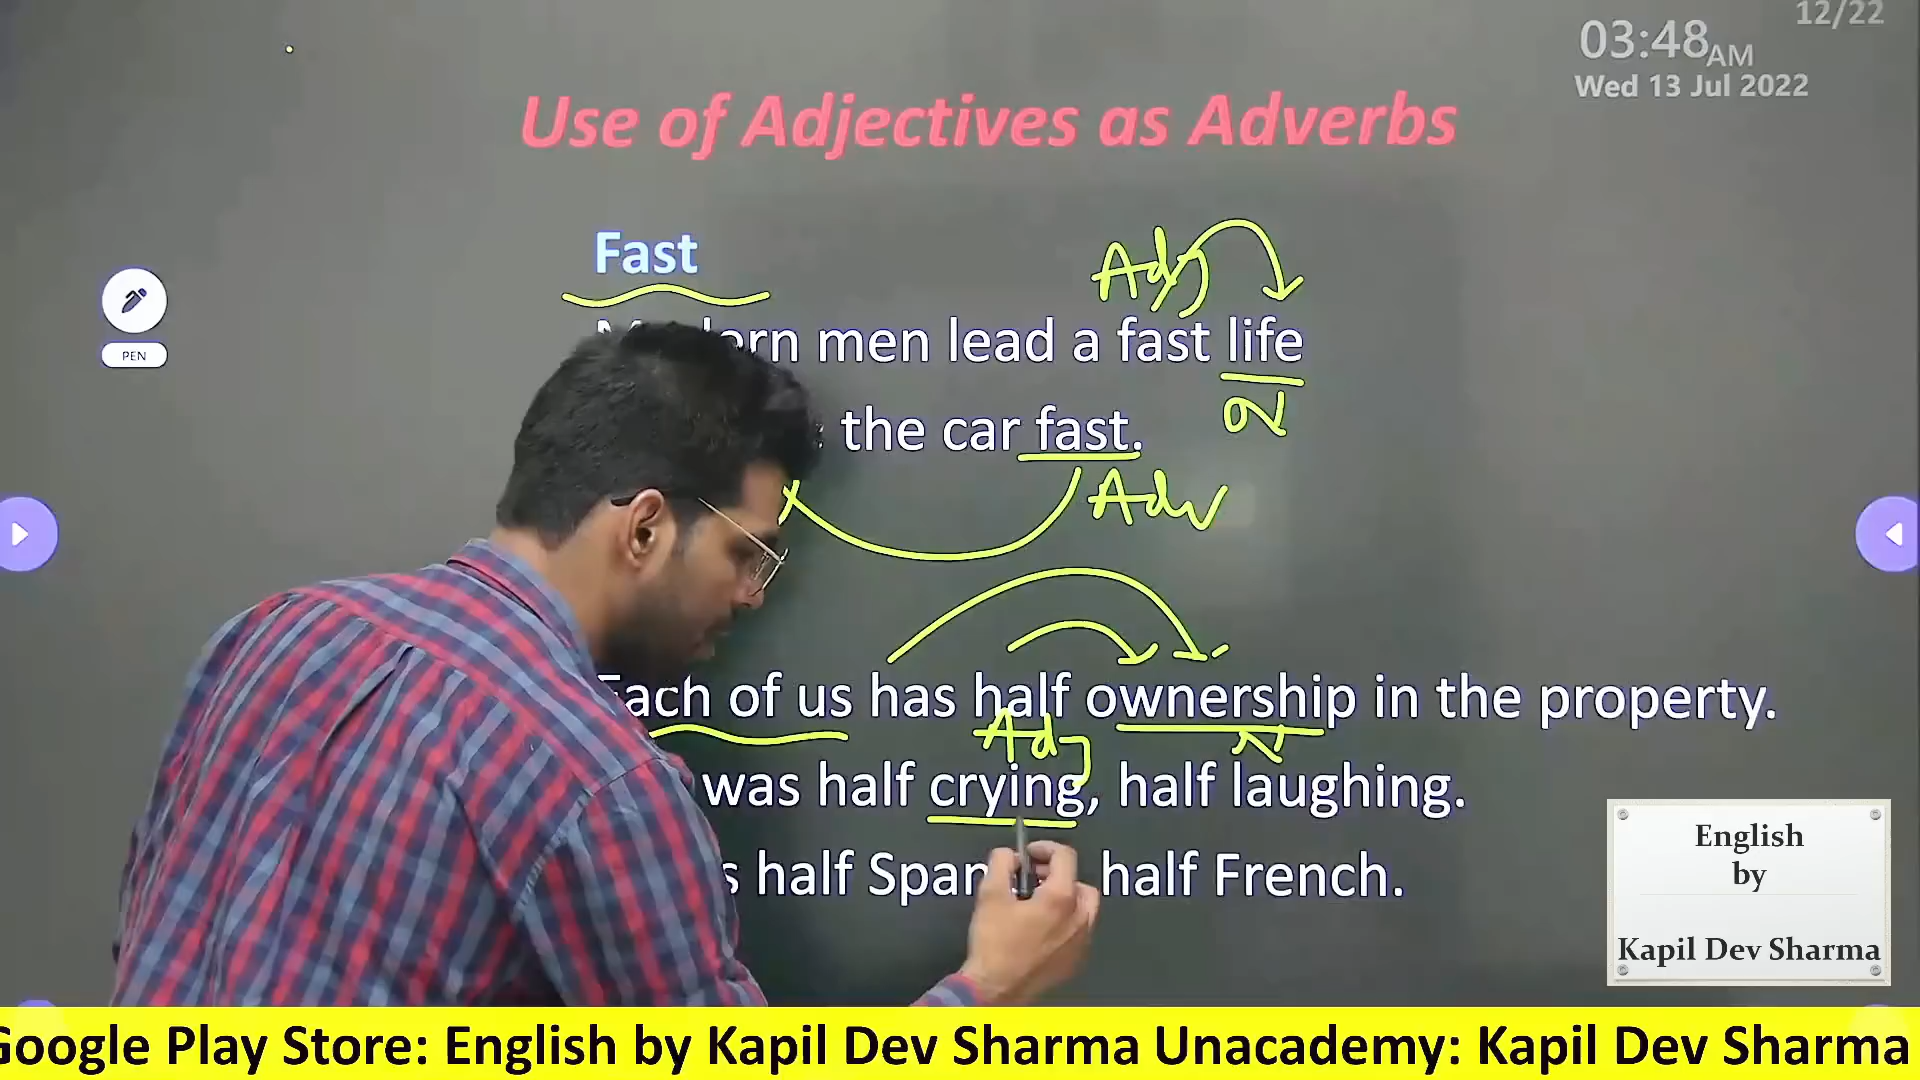 12/22
03:48AM
Wed 13 Jul 2022
Use of Adjectives as Adverbs
Fast
Adj
PEN
men lead a fast life
the car fast.
Adv
Each of us has half ownership in the property.
Adj N
was half crying, half laughing.
half half French.
English
by
Kapil Dev Sharma
Google Play Store: English by Kapil Dev Sharma Unacademy: Kapil Dev Sharma